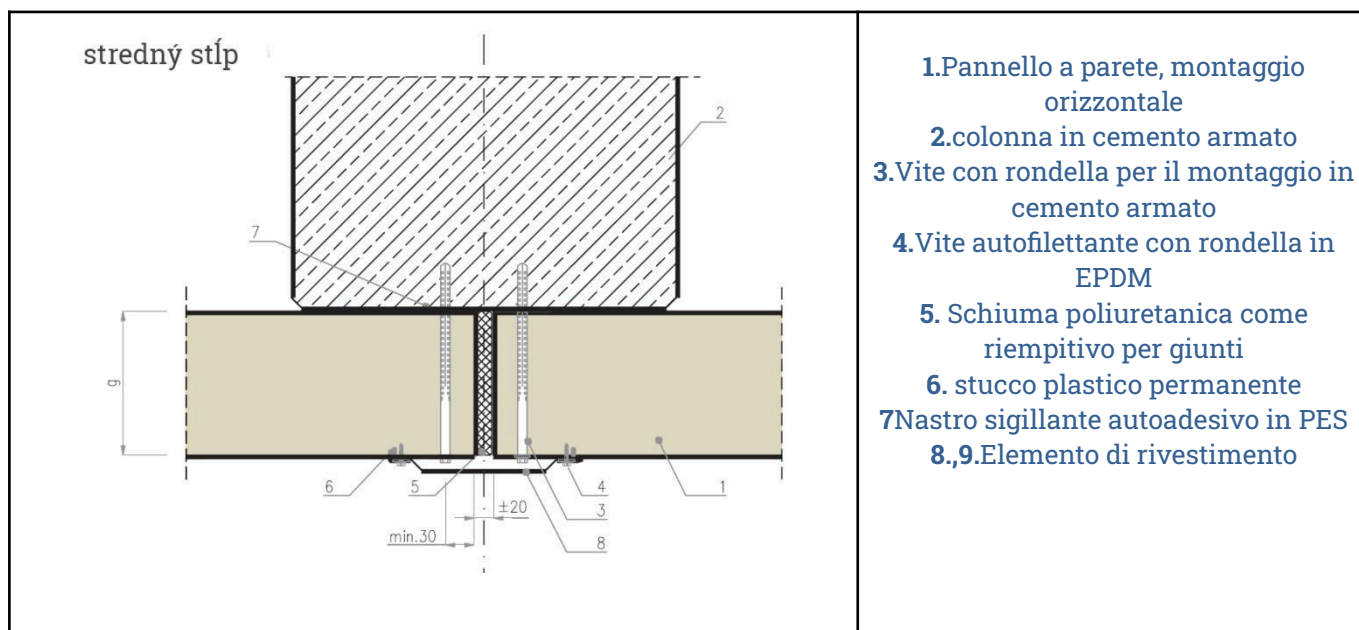 stredný stĺp
2
7
g
6
5
4
3
1
±20
min.30
8
1.Pannello a parete, montaggio
orizzontale
2.colonna in cemento armato
3.Vite con rondella per il montaggio in
cemento armato
4.Vite autofilettante con rondella in
EPDM
5. Schiuma poliuretanica come
riempitivo per giunti
6. stucco plastico permanente
7Nastro sigillante autoadesivo in PES
8.,9.Elemento di rivestimento